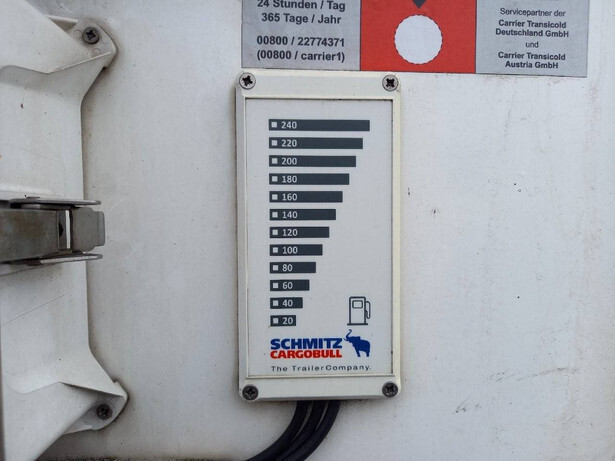 24 Stunden / Tag
365 Tage / Jahr
00800 / 22774371
(00800 / carrier1)
Servicepartner der
Carrier Transicold
Deutschland GmbH
und
Carrier Transicold
Austria GmbH
240
220
200
180
160
140
120
100
80
60
40
20
SCHMITZ
CARGOBULL
The TrailerCompany.